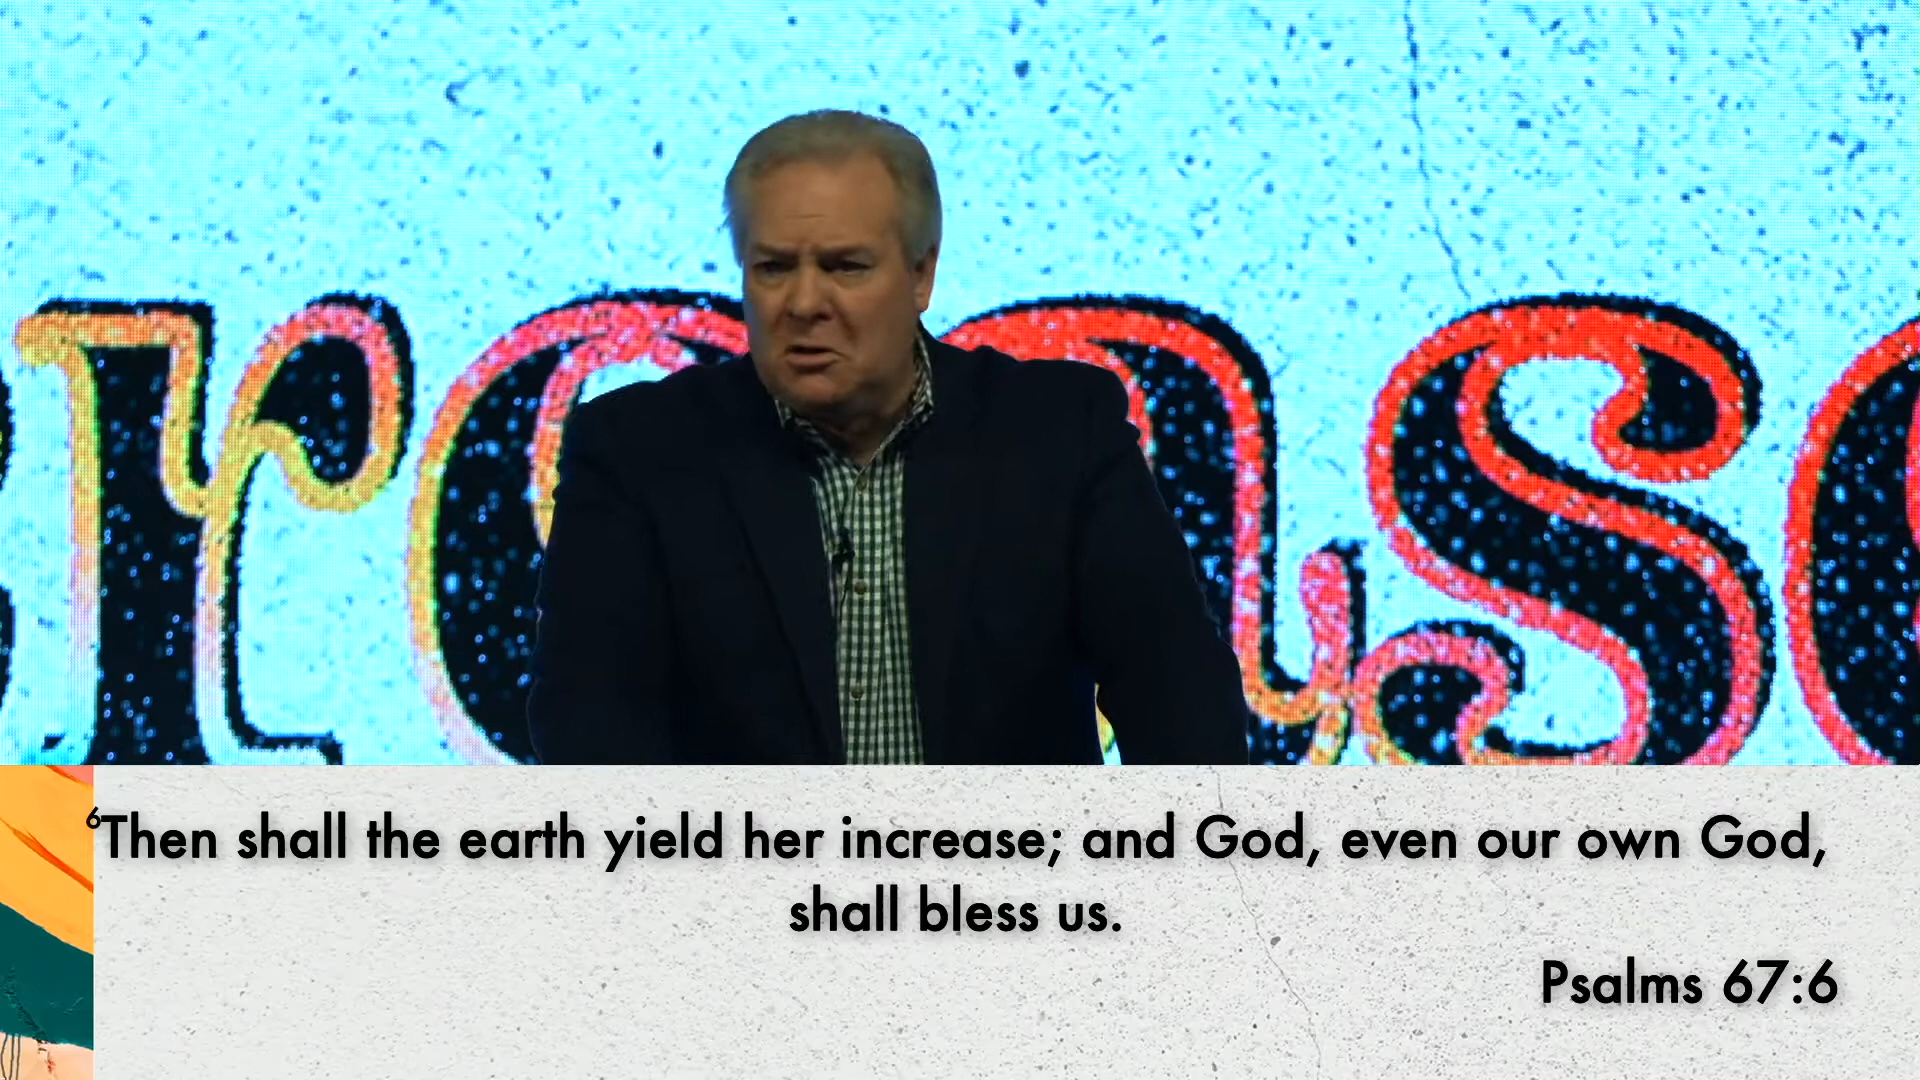 raise
6Then shall the earth yield her increase; and God, even our own God,
shall bless us.
Psalms 67:6